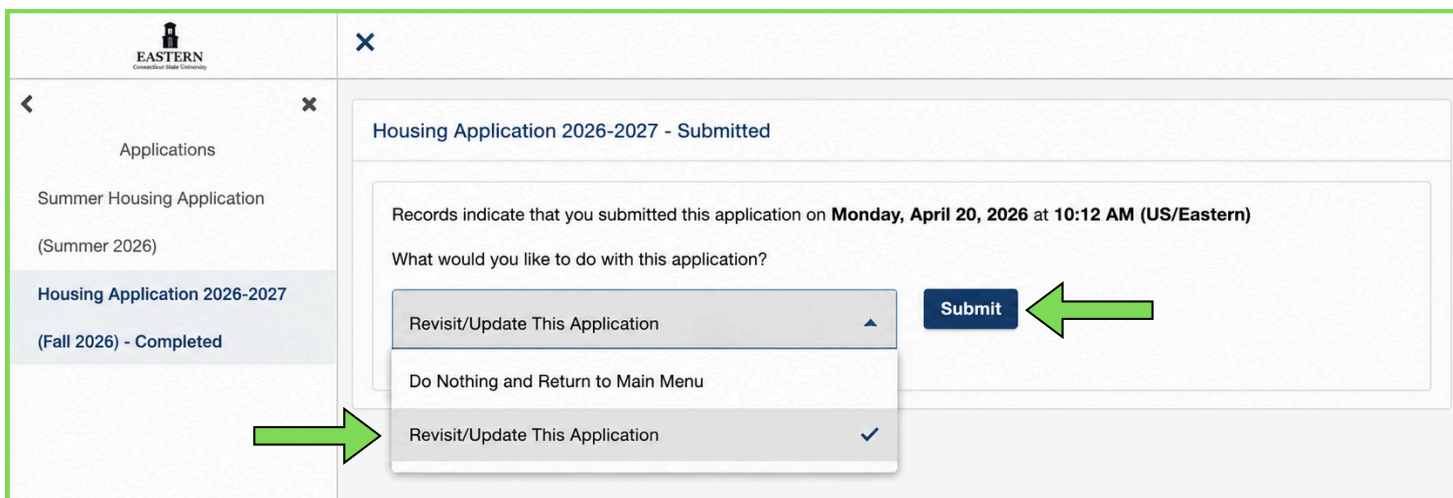 EASTERN
Connecticut State University
Applications
Summer Housing Application
(Summer 2026)
Housing Application 2026-2027
(Fall 2026) - Completed
Housing Application 2026-2027 - Submitted
Records indicate that you submitted this application on Monday, April 20, 2026 at 10:12 AM (US/Eastern)
What would you like to do with this application?
Revisit/Update This Application
Submit
Do Nothing and Return to Main Menu
Revisit/Update This Application